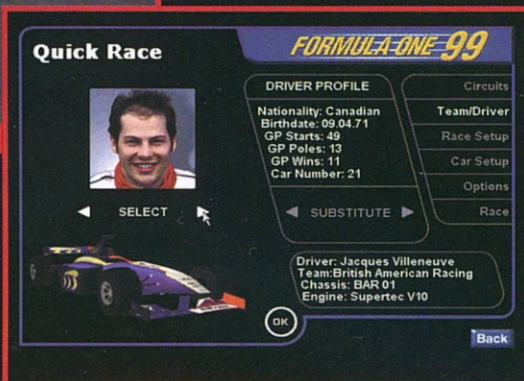 Quick Race
FORMULA ONE 99
DRIVER PROFILE
Nationality: Canadian
Birthdate: 09.04.71
GP Starts: 49
GP Poles: 13
GP Wins: 11
Car Number: 21
SELECT
SUBSTITUTE
Circuits
Team/Driver
Race Setup
Car Setup
Options
Race
Driver: Jacques Villeneuve
Team:British American Racing
Chassis: BAR 01
Engine: Supertec V10
OK
Back